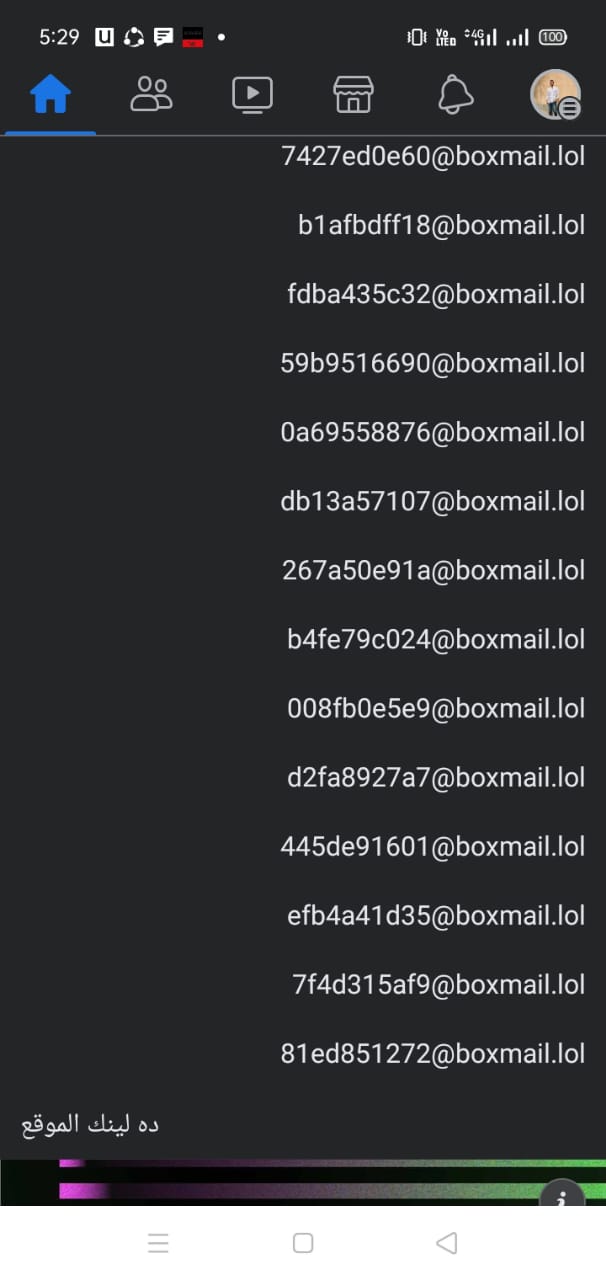 5:29
Vo LTED 4G 100
7427ed0e60@boxmail.lol
b1afbdff18@boxmail.lol
fdba435c32@boxmail.lol
59b9516690@boxmail.lol
0a69558876@boxmail.lol
db13a57107@boxmail.lol
267a50e91a@boxmail.lol
b4fe79c024@boxmail.lol
008fb0e5e9@boxmail.lol
d2fa8927a7@boxmail.lol
445de91601@boxmail.lol
efb4a41d35@boxmail.lol
7f4d315af9@boxmail.lol
81ed851272@boxmail.lol
ده لينك الموقع